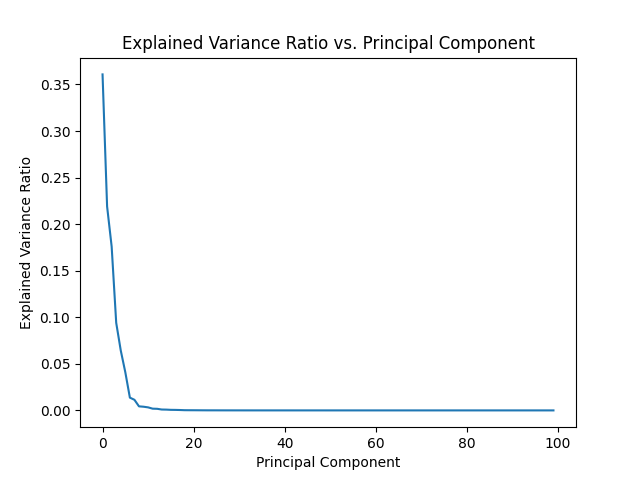 Explained Variance Ratio vs. Principal Component
0.35
0.30
0.25
0.20
0.15
0.10
0.05
0.00
Explained Variance Ratio
0 20 40 60 80 100
Principal Component